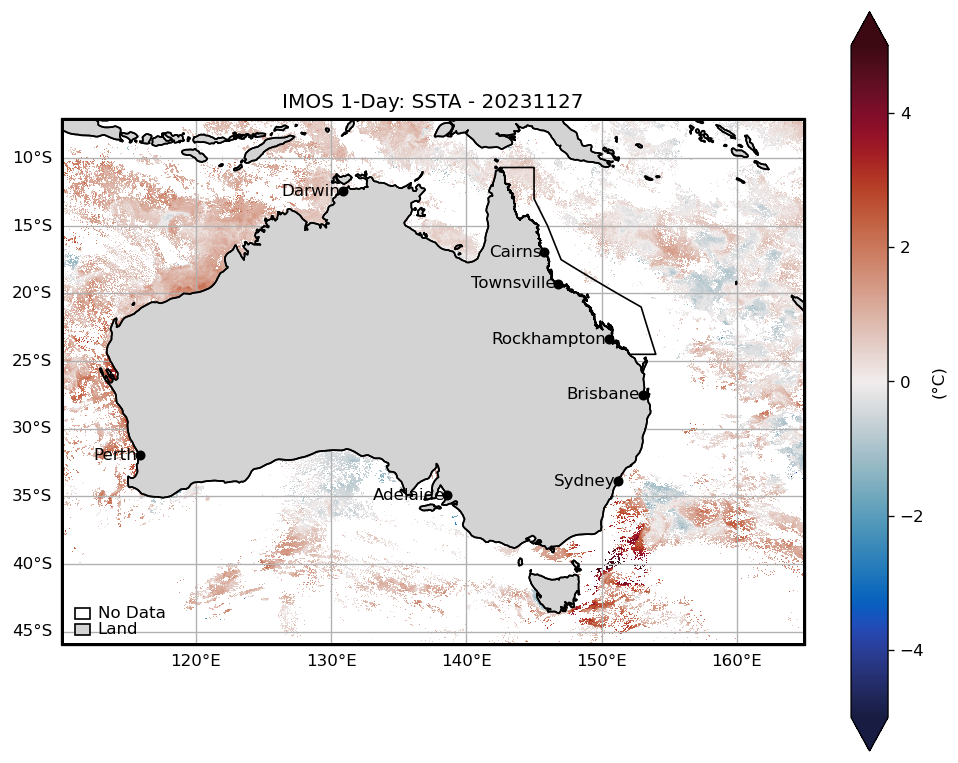 IMOS 1-Day: SSTA - 20231127
10°S
15°S
20°S
25°S
30°S
35°S
40°S
45°S
Darwin
Cairns
Townsville
Rockhampton
Brisbane
Perth
Sydney
Adelaide
No Data
Land
120°E
130°E
140°E
150°E
160°E
4
2
0
−2
−4
(°C)